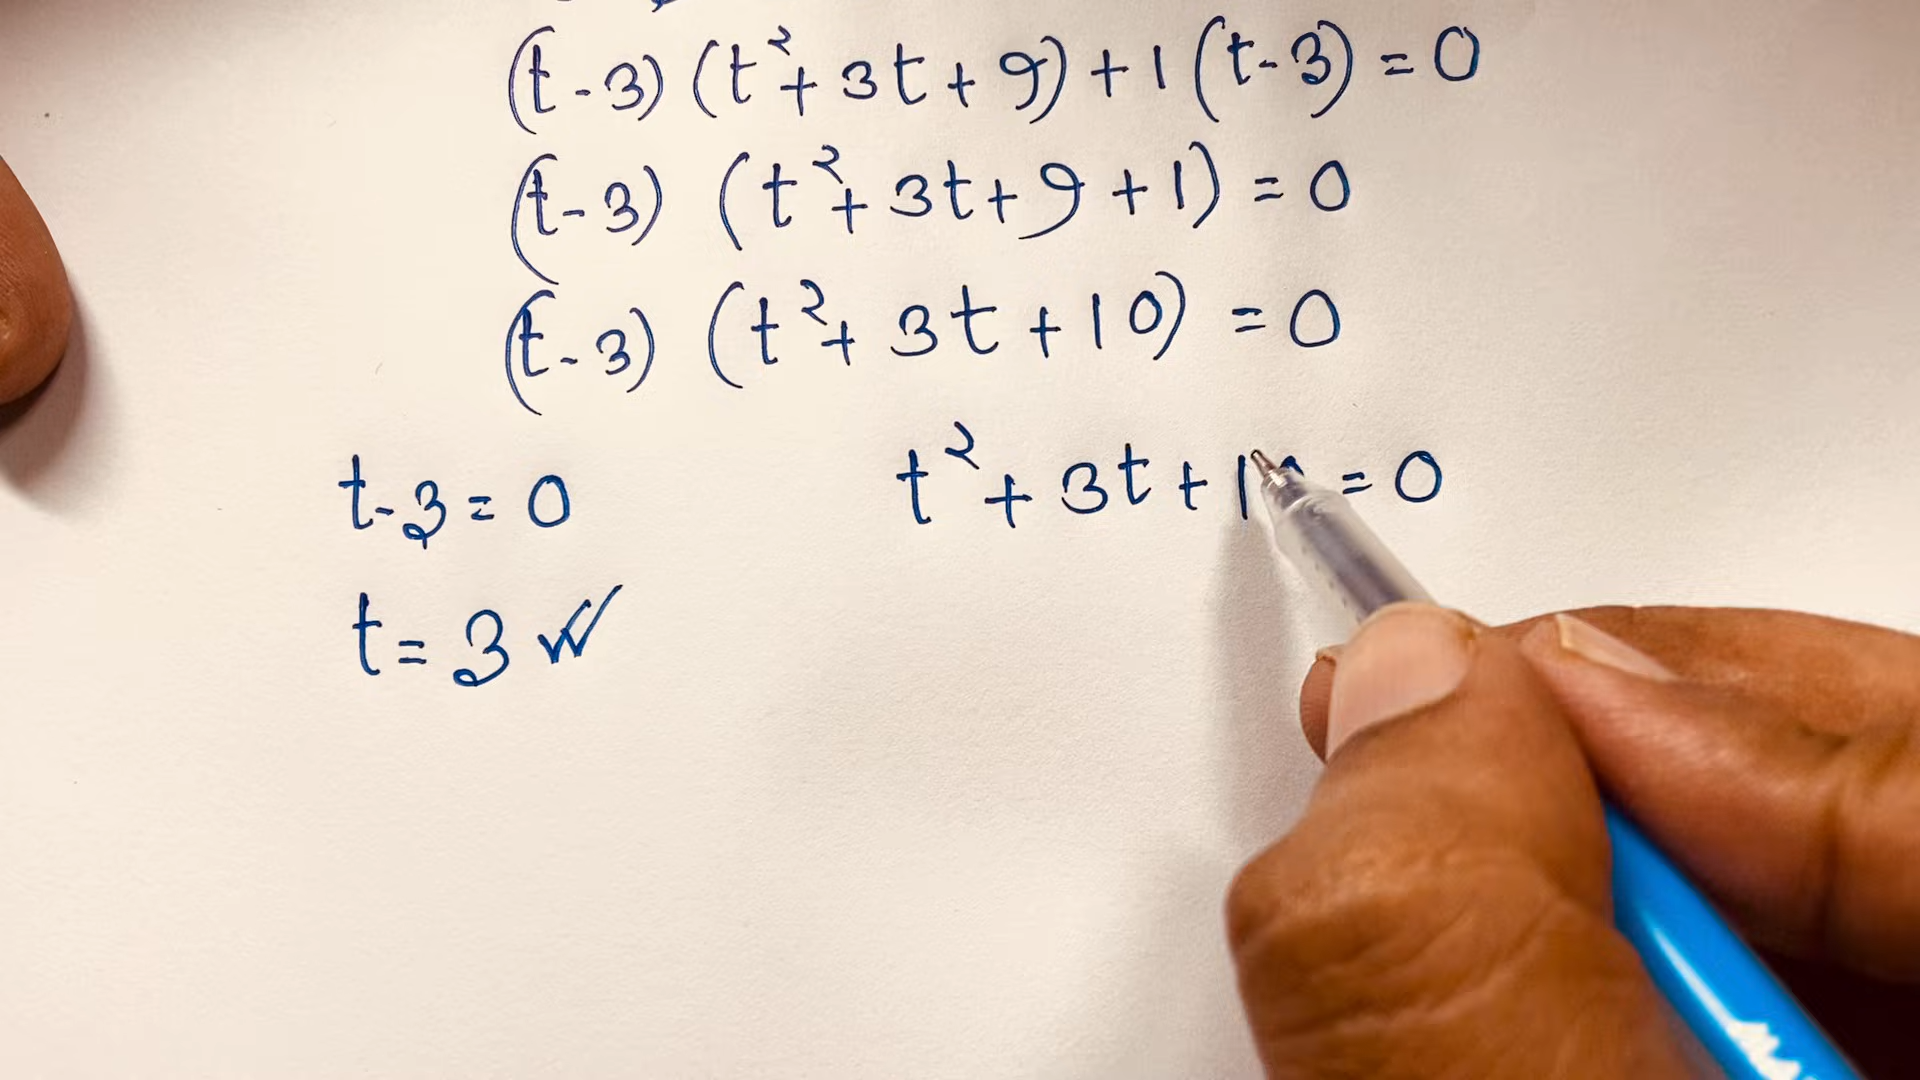 (t-3)(t²+3t+9)+1(t-3)=0
(t-3)(t²+3t+9+1)=0
(t-3)(t²+3t+10)=0
t-3=0
t²+3t+10=0
t=3